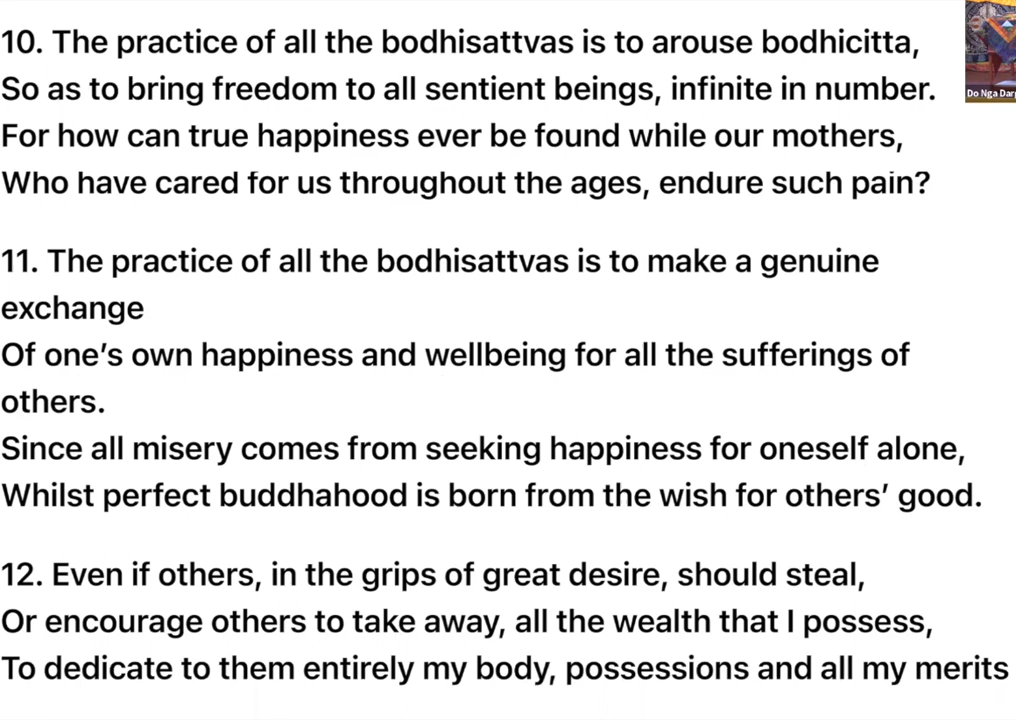 10. The practice of all the bodhisattvas is to arouse bodhicitta,
So as to bring freedom to all sentient beings, infinite in number.
For how can true happiness ever be found while our mothers,
Who have cared for us throughout the ages, endure such pain?
11. The practice of all the bodhisattvas is to make a genuine
exchange
Of one’s own happiness and wellbeing for all the sufferings of
others.
Since all misery comes from seeking happiness for oneself alone,
Whilst perfect buddhahood is born from the wish for others’ good.
12. Even if others, in the grips of great desire, should steal,
Or encourage others to take away, all the wealth that I possess,
To dedicate to them entirely my body, possessions and all my merits
Do Nga Darg